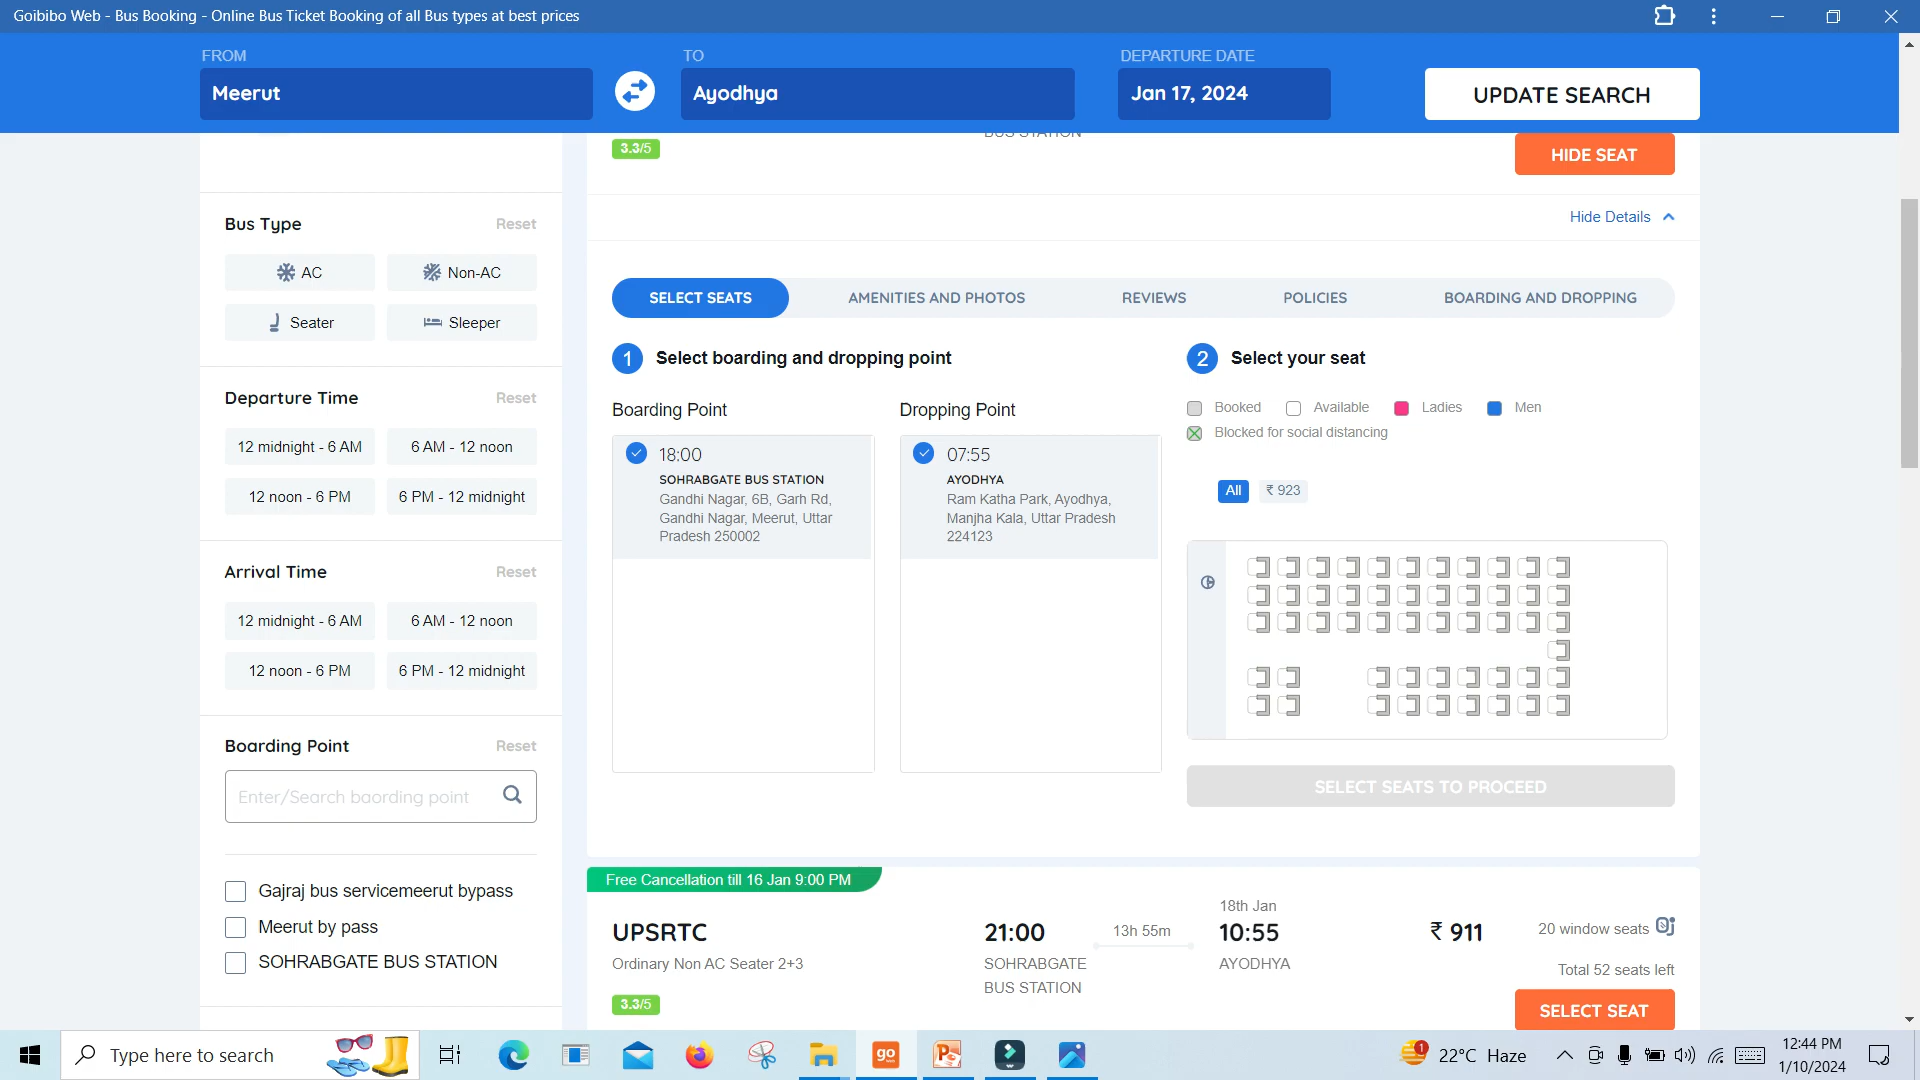 Goibibo Web - Bus Booking - Online Bus Ticket Booking of all Bus types at best prices
FROM
Meerut
TO
Ayodhya
DEPARTURE DATE
Jan 17, 2024
UPDATE SEARCH
BUS STATION
3.3/5
HIDE SEAT
Hide Details
Bus Type
Reset
AC
Non-AC
Seater
Sleeper
Departure Time
Reset
12 midnight - 6 AM
6 AM - 12 noon
12 noon - 6 PM
6 PM - 12 midnight
Arrival Time
Reset
12 midnight - 6 AM
6 AM - 12 noon
12 noon - 6 PM
6 PM - 12 midnight
Boarding Point
Reset
Enter/Search baording point
Gajraj bus servicemeerut bypass
Meerut by pass
SOHRABGATE BUS STATION
SELECT SEATS
AMENITIES AND PHOTOS
REVIEWS
POLICIES
BOARDING AND DROPPING
1 Select boarding and dropping point
Boarding Point
18:00
SOHRABGATE BUS STATION
Gandhi Nagar, 6B, Garh Rd,
Gandhi Nagar, Meerut, Uttar
Pradesh 250002
Dropping Point
07:55
AYODHYA
Ram Katha Park, Ayodhya,
Manjha Kala, Uttar Pradesh
224123
2 Select your seat
Booked
Available
Ladies
Men
Blocked for social distancing
All
₹ 923
SELECT SEATS TO PROCEED
Free Cancellation till 16 Jan 9:00 PM
UPSRTC
Ordinary Non AC Seater 2+3
3.3/5
21:00
SOHRABGATE
BUS STATION
13h 55m
18th Jan
10:55
AYODHYA
₹ 911
20 window seats
Total 52 seats left
SELECT SEAT
Type here to search
go
1
22°C Haze
12:44 PM
1/10/2024